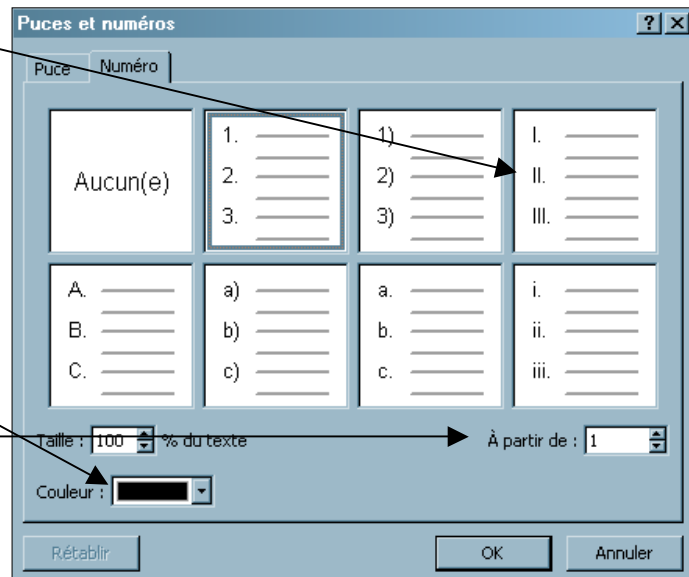 Puces et numéros
Puce Numéro
Aucun(e)
1.
2.
3.
1)
2)
3)
I.
II.
III.
A.
B.
C.
a)
b)
c)
a.
b.
c.
i.
ii.
iii.
Taille : 100 % du texte À partir de : 1
Couleur :
Rétablir OK Annuler